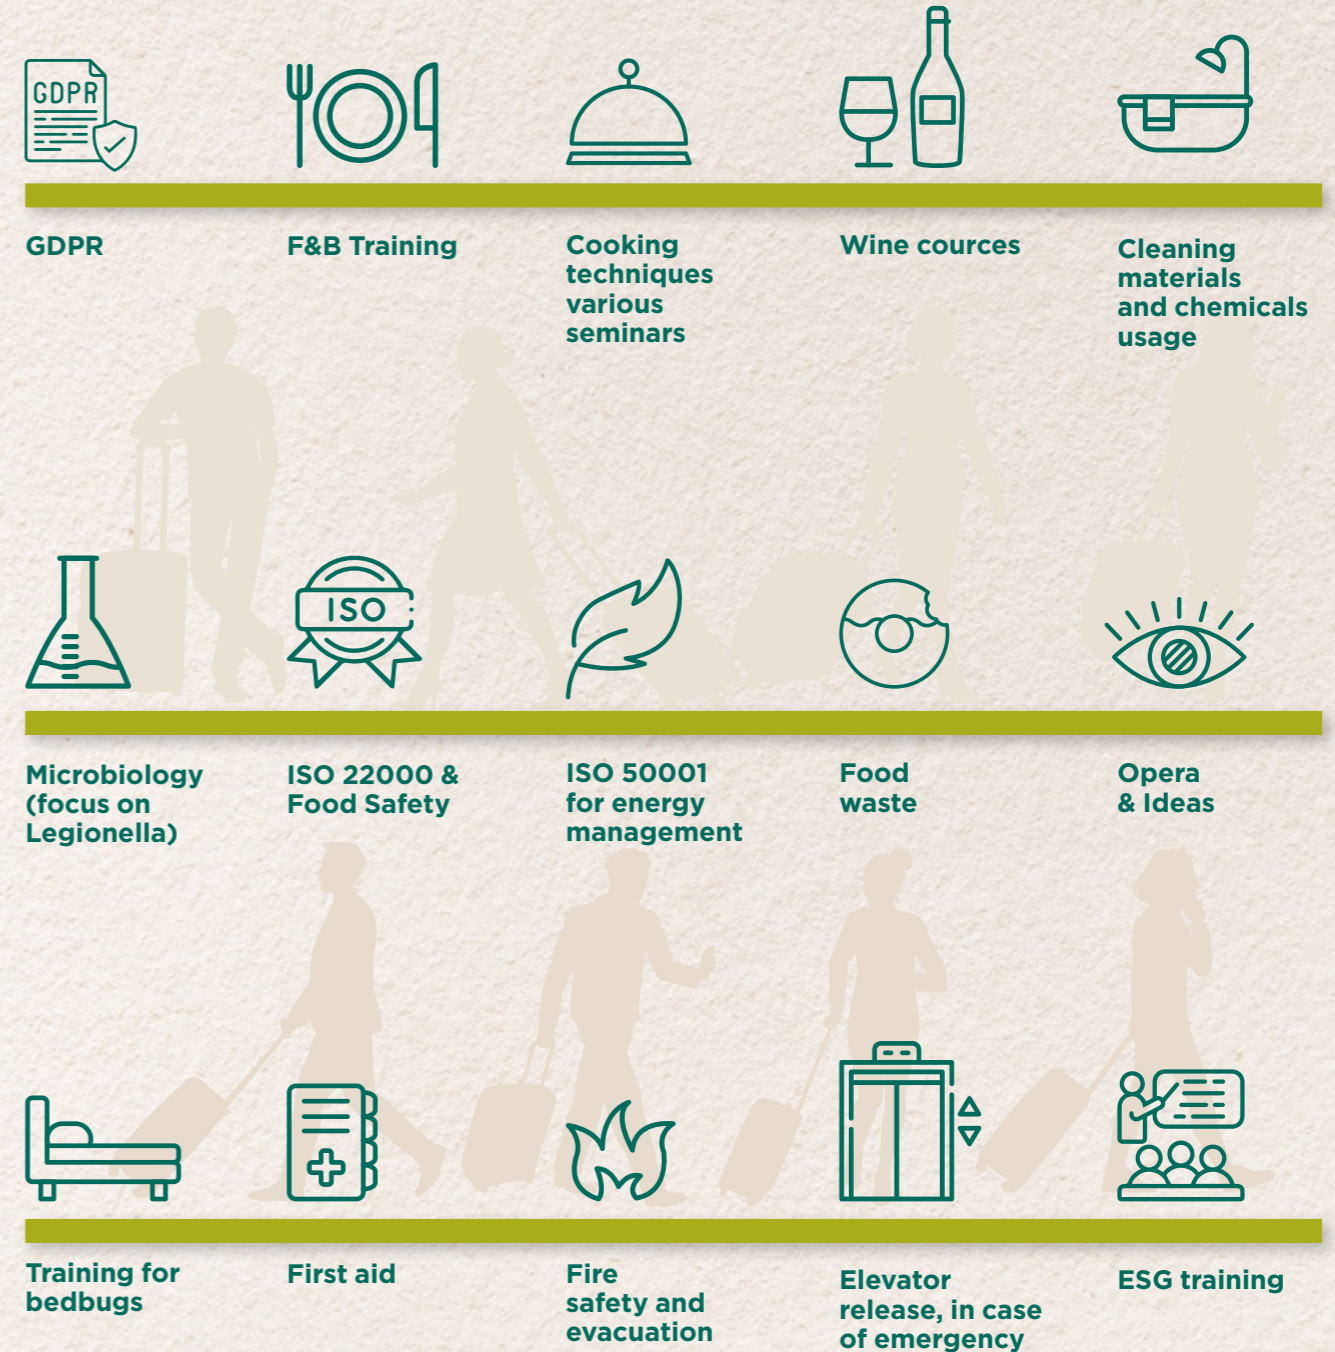 GDPR
GDPR
F&B Training
Cooking
techniques
various
seminars
Wine cources
Cleaning
materials
and chemicals
usage
ISO
Microbiology
(focus on
Legionella)
ISO 22000 &
Food Safety
ISO 50001
for energy
management
Food
waste
Opera
& Ideas
Training for
bedbugs
First aid
Fire
safety and
evacuation
Elevator
release, in case
of emergency
ESG training